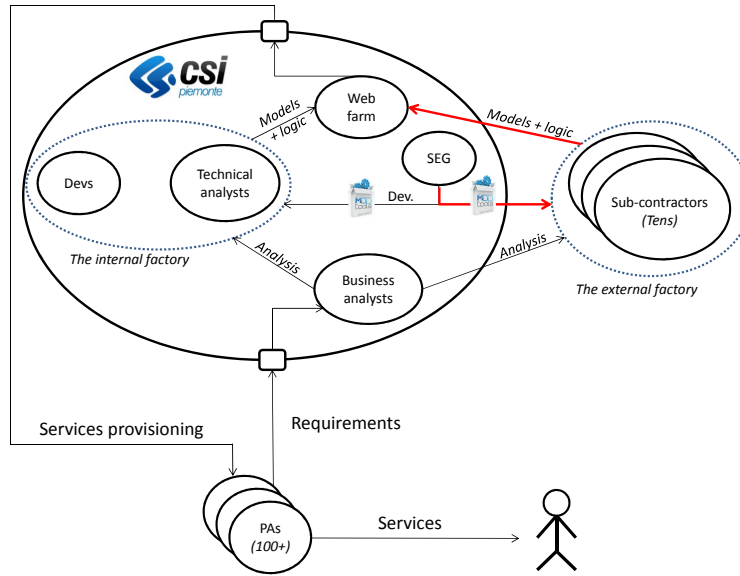 csi
piemonte
Models
+ logic
Web
farm
Models + logic
SEG
Devs
Technical
analysts
Dev.
Sub-contractors
(Tens)
The internal factory
Analysis
Business
analysts
Analysis
The external factory
Services provisioning
Requirements
PAs
(100+)
Services